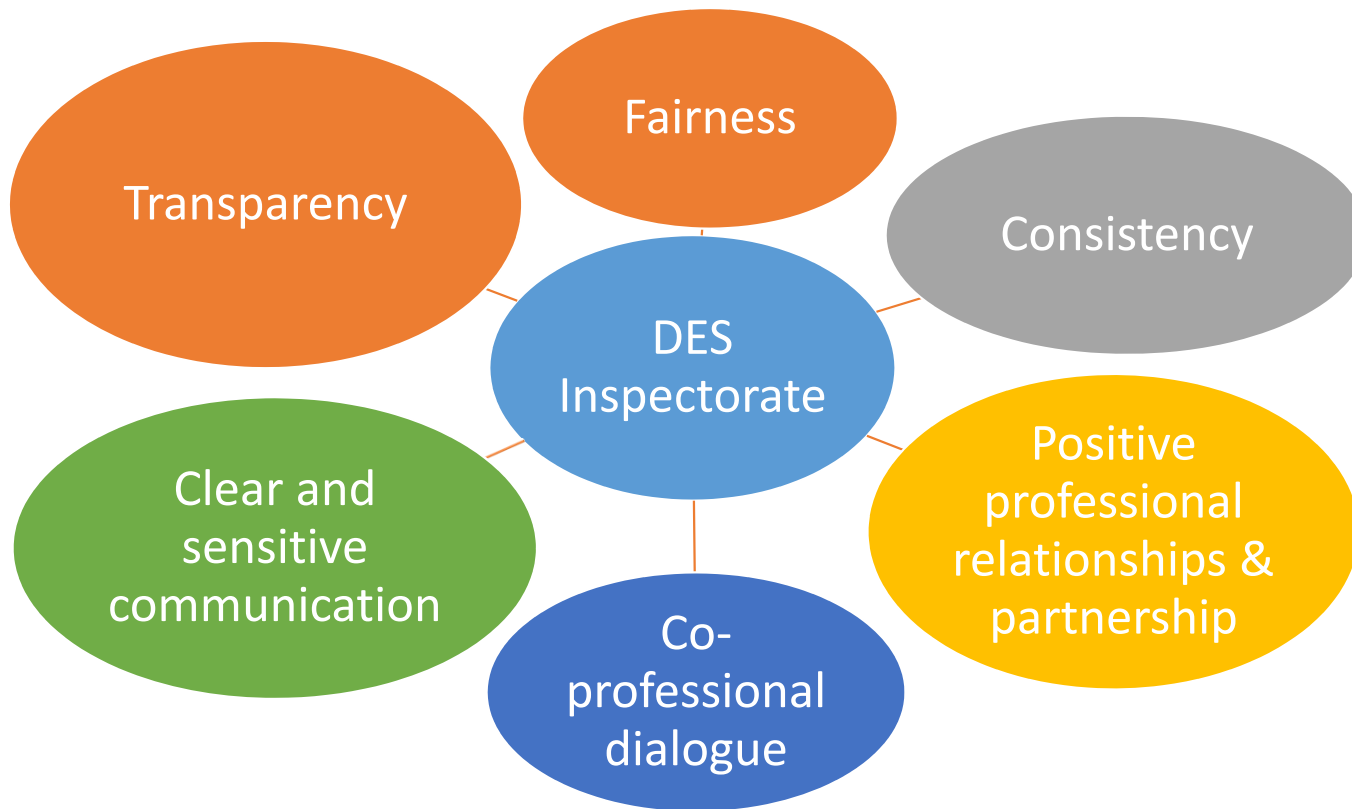 Fairness
Transparency
Consistency
DES
Inspectorate
Positive
professional
relationships &
partnership
Clear and
sensitive
communication
Co-
professional
dialogue